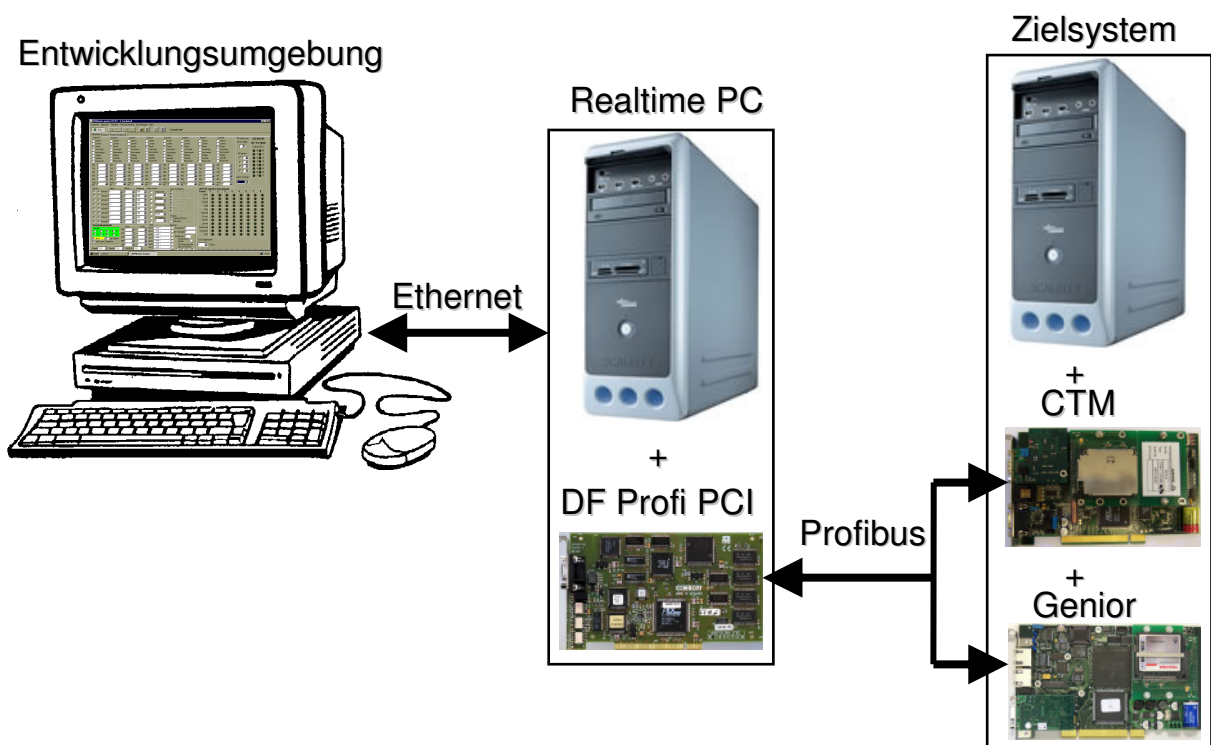 Entwicklungsumgebung
Ethernet
Realtime PC
+
DF Profi PCI
Profibus
Zielsystem
+
CTM
+
Genior